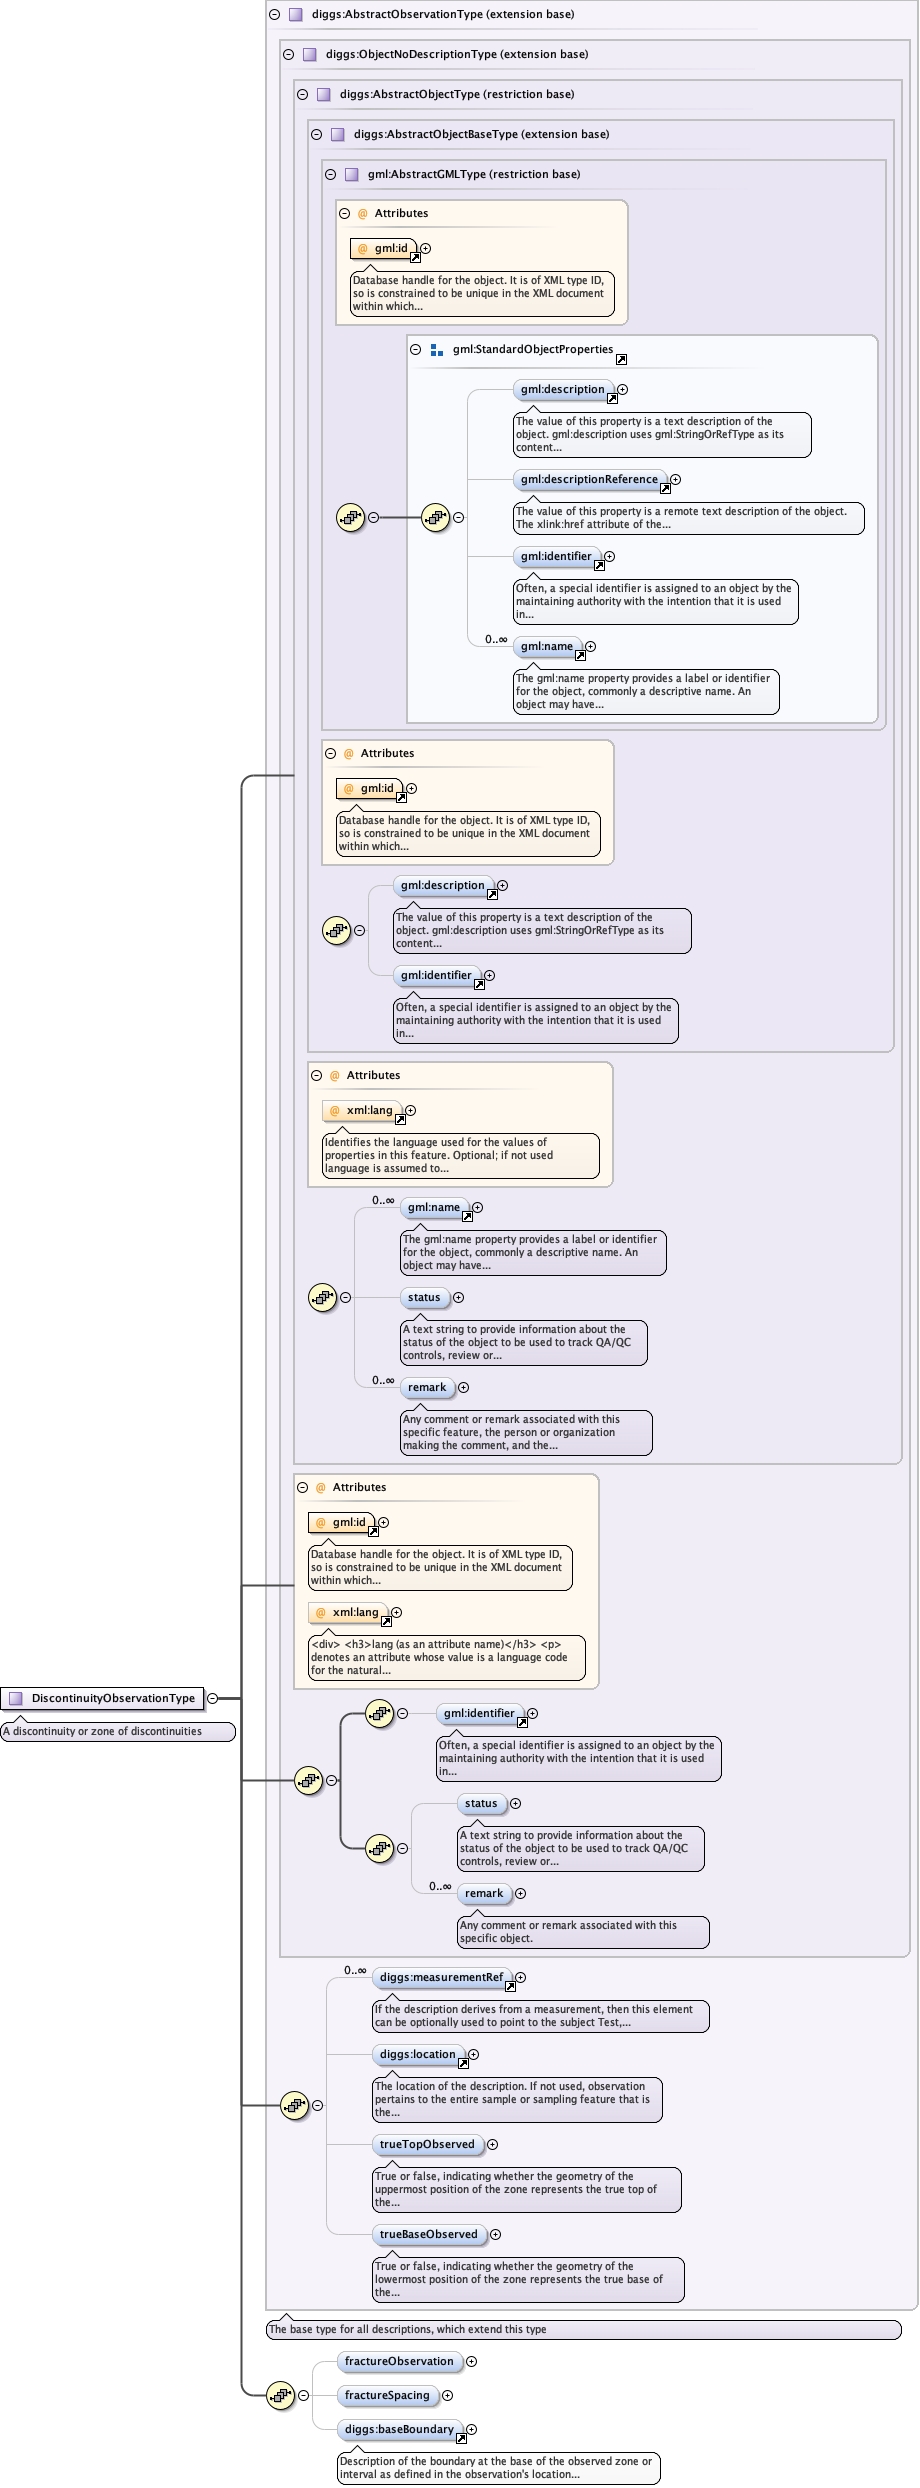 diggs:AbstractObservationType (extension base)
diggs:ObjectNoDescriptionType (extension base)
diggs:AbstractObjectType (restriction base)
diggs:AbstractObjectBaseType (extension base)
gml:AbstractGMLType (restriction base)
@ Attributes
@ gml:id
Database handle for the object. It is of XML type ID,
so is constrained to be unique in the XML document
within which...
gml:StandardObjectProperties
gml:description
The value of this property is a text description of the
object. gml:description uses gml:StringOrRefType as its
content...
gml:descriptionReference
The value of this property is a remote text description of the object.
The xlink:href attribute of the...
gml:identifier
Often, a special identifier is assigned to an object by the
maintaining authority with the intention that it is used
in...
0..∞
gml:name
The gml:name property provides a label or identifier
for the object, commonly a descriptive name. An
object may have...
@ Attributes
@ gml:id
Database handle for the object. It is of XML type ID,
so is constrained to be unique in the XML document
within which...
gml:description
The value of this property is a text description of the
object. gml:description uses gml:StringOrRefType as its
content...
gml:identifier
Often, a special identifier is assigned to an object by the
maintaining authority with the intention that it is used
in...
@ Attributes
@ xml:lang
Identifies the language used for the values of
properties in this feature. Optional; if not used
language is assumed to...
0..∞
gml:name
The gml:name property provides a label or identifier
for the object, commonly a descriptive name. An
object may have...
status
A text string to provide information about the
status of the object to be used to track QA/QC
controls, review or...
0..∞
remark
Any comment or remark associated with this
specific feature, the person or organization
making the comment, and the...
@ Attributes
@ gml:id
Database handle for the object. It is of XML type ID,
so is constrained to be unique in the XML document
within which...
@ xml:lang
<div> <h3>lang (as an attribute name)</h3> <p>
denotes an attribute whose value is a language code
for the natural...
DiscontinuityObservationType
A discontinuity or zone of discontinuities
gml:identifier
Often, a special identifier is assigned to an object by the
maintaining authority with the intention that it is used
in...
status
A text string to provide information about the
status of the object to be used to track QA/QC
controls, review or...
0..∞
remark
Any comment or remark associated with this
specific object.
0..∞
diggs:measurementRef
If the description derives from a measurement, then this element
can be optionally used to point to the subject Test,...
diggs:location
The location of the description. If not used, observation
pertains to the entire sample or sampling feature that is
the...
trueTopObserved
True or false, indicating whether the geometry of the
uppermost position of the zone represents the true top of
the...
trueBaseObserved
True or false, indicating whether the geometry of the
lowermost position of the zone represents the true base of
the...
The base type for all descriptions, which extend this type
fractureObservation
fractureSpacing
diggs:baseBoundary
Description of the boundary at the base of the observed zone or
interval as defined in the observation's location...